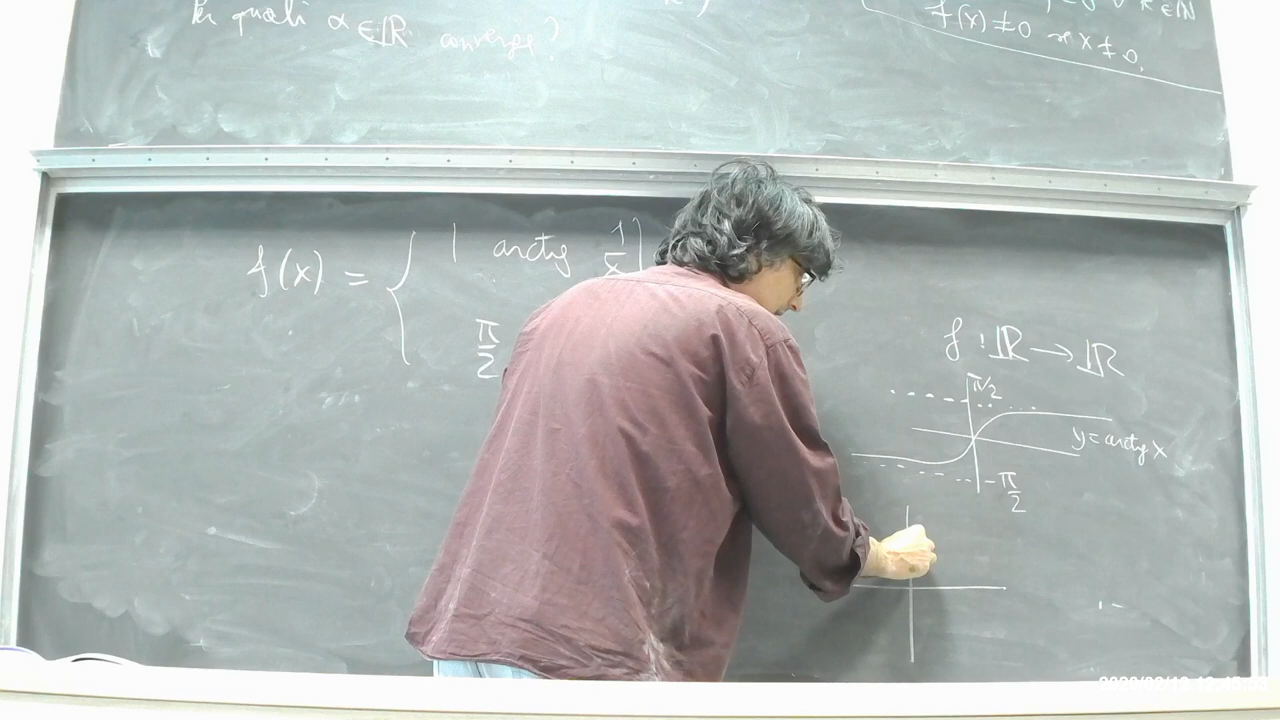 Per quali α ∈ ℝ converge?
∀ k ∈ ℕ
f(x) ≠ 0 se x ≠ 0.
f(x) = { | arctg 1/x |
π/2
f : ℝ → ℝ
π/2
y = arctg x
-π/2